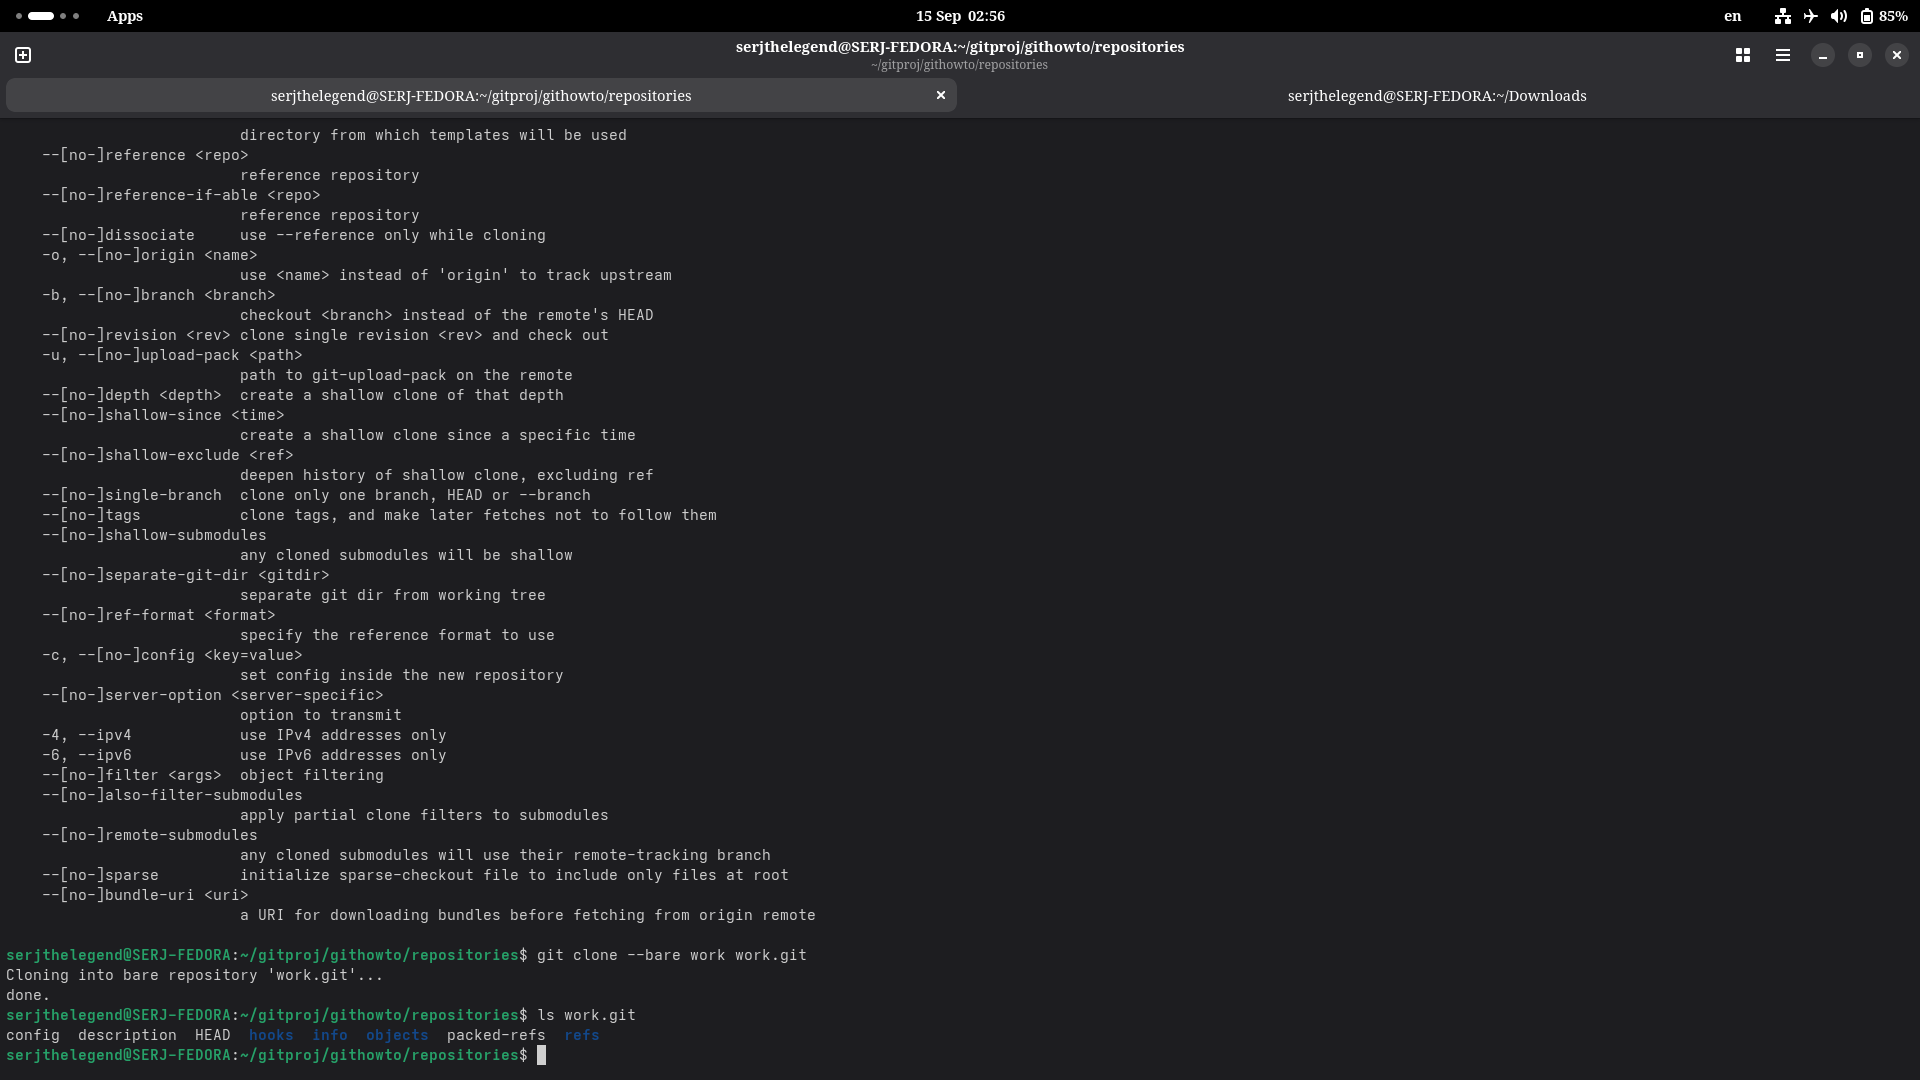 Apps
15 Sep 02:56
en
85%
serjthelegend@SERJ-FEDORA:~/gitproj/githowto/repositories
~/gitproj/githowto/repositories
serjthelegend@SERJ-FEDORA:~/gitproj/githowto/repositories
serjthelegend@SERJ-FEDORA:~/Downloads
                          directory from which templates will be used
    --[no-]reference <repo>
                          reference repository
    --[no-]reference-if-able <repo>
                          reference repository
    --[no-]dissociate     use --reference only while cloning
    -o, --[no-]origin <name>
                          use <name> instead of 'origin' to track upstream
    -b, --[no-]branch <branch>
                          checkout <branch> instead of the remote's HEAD
    --[no-]revision <rev> clone single revision <rev> and check out
    -u, --[no-]upload-pack <path>
                          path to git-upload-pack on the remote
    --[no-]depth <depth>  create a shallow clone of that depth
    --[no-]shallow-since <time>
                          create a shallow clone since a specific time
    --[no-]shallow-exclude <ref>
                          deepen history of shallow clone, excluding ref
    --[no-]single-branch  clone only one branch, HEAD or --branch
    --[no-]tags           clone tags, and make later fetches not to follow them
    --[no-]shallow-submodules
                          any cloned submodules will be shallow
    --[no-]separate-git-dir <gitdir>
                          separate git dir from working tree
    --[no-]ref-format <format>
                          specify the reference format to use
    -c, --[no-]config <key=value>
                          set config inside the new repository
    --[no-]server-option <server-specific>
                          option to transmit
    -4, --ipv4            use IPv4 addresses only
    -6, --ipv6            use IPv6 addresses only
    --[no-]filter <args>  object filtering
    --[no-]also-filter-submodules
                          apply partial clone filters to submodules
    --[no-]remote-submodules
                          any cloned submodules will use their remote-tracking branch
    --[no-]sparse         initialize sparse-checkout file to include only files at root
    --[no-]bundle-uri <uri>
                          a URI for downloading bundles before fetching from origin remote

serjthelegend@SERJ-FEDORA:~/gitproj/githowto/repositories$ git clone --bare work work.git
Cloning into bare repository 'work.git'...
done.
serjthelegend@SERJ-FEDORA:~/gitproj/githowto/repositories$ ls work.git
config  description  HEAD  hooks  info  objects  packed-refs  refs
serjthelegend@SERJ-FEDORA:~/gitproj/githowto/repositories$